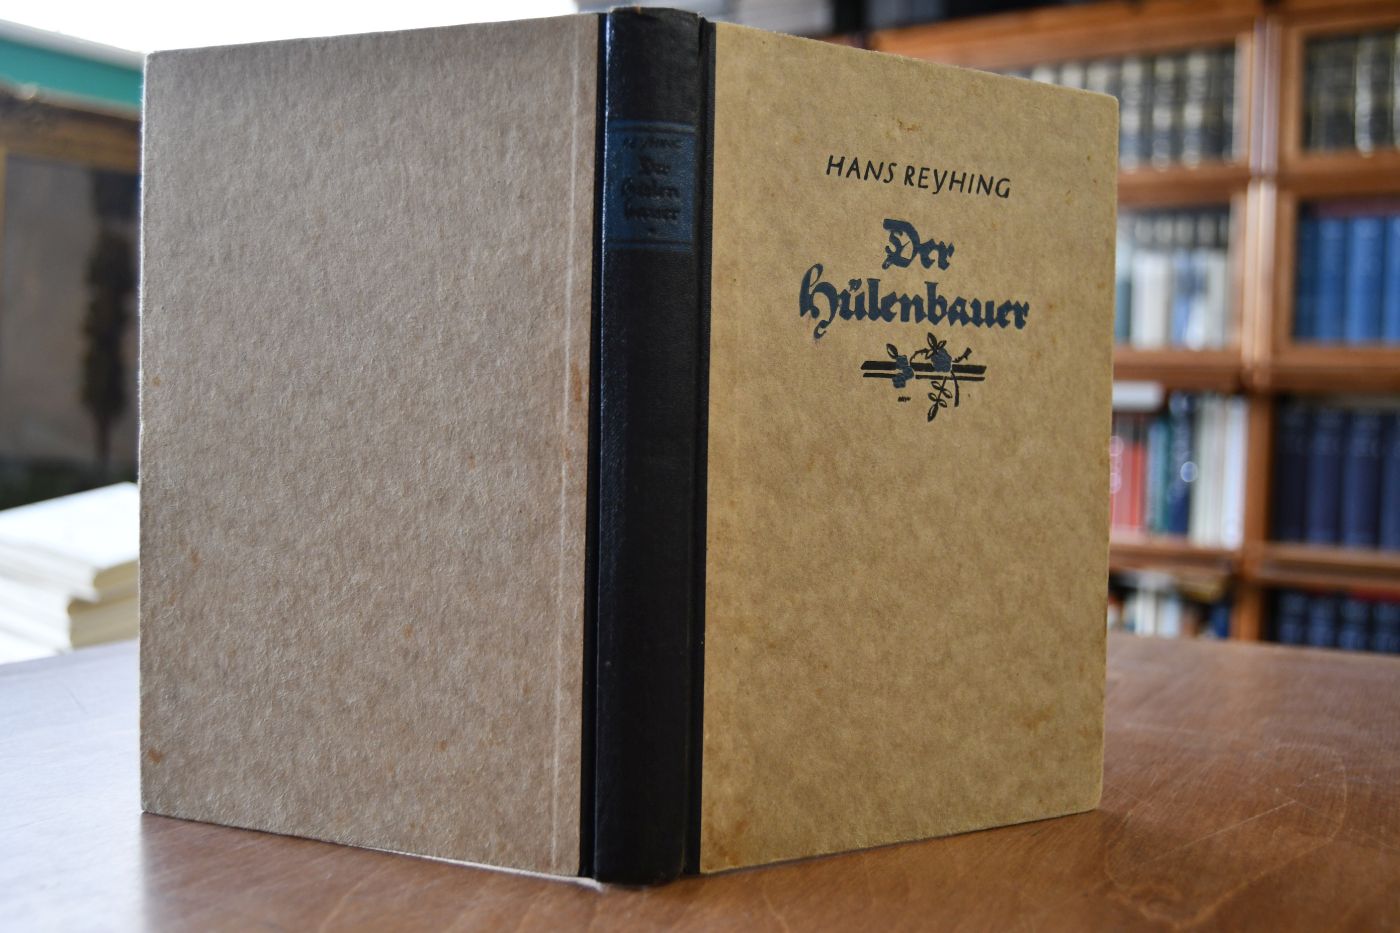 REYHING
Der
Hülen
bauer
HANS REYHING
Der
Hülenbauer